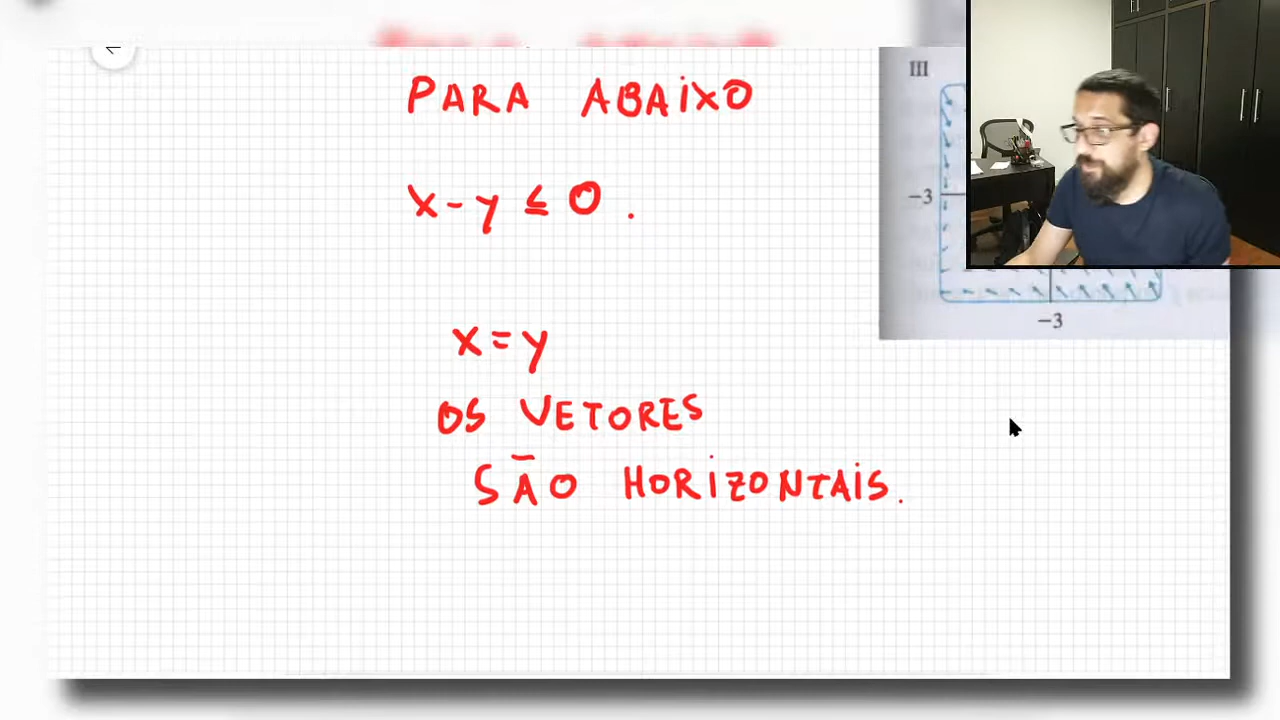 PARA ABAIXO
x - y ≤ 0 .
x = y
OS VETORES
SÃO HORIZONTAIS.
III
-3
-3